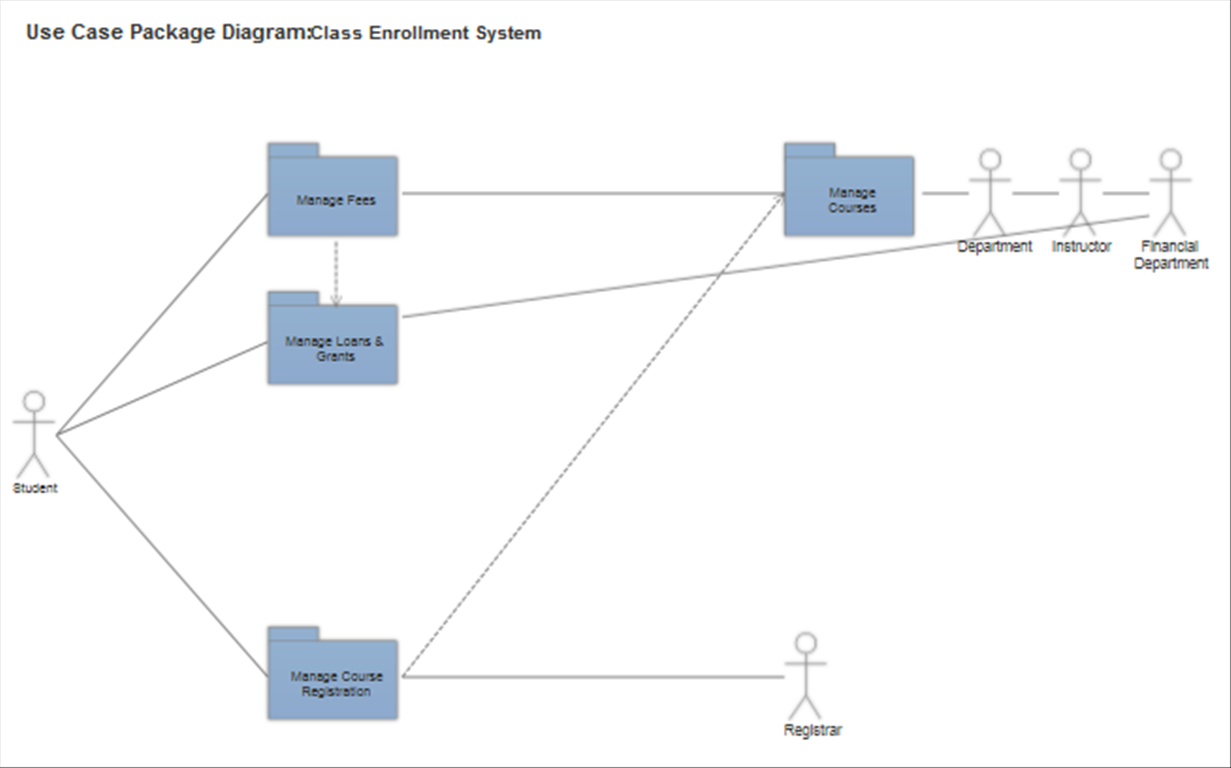 Use Case Package Diagram:Class Enrollment System
Manage Fees
Manage
Courses
Department
Instructor
Financial
Department
Manage Loans &
Grants
Student
Manage Course
Registration
Registrar